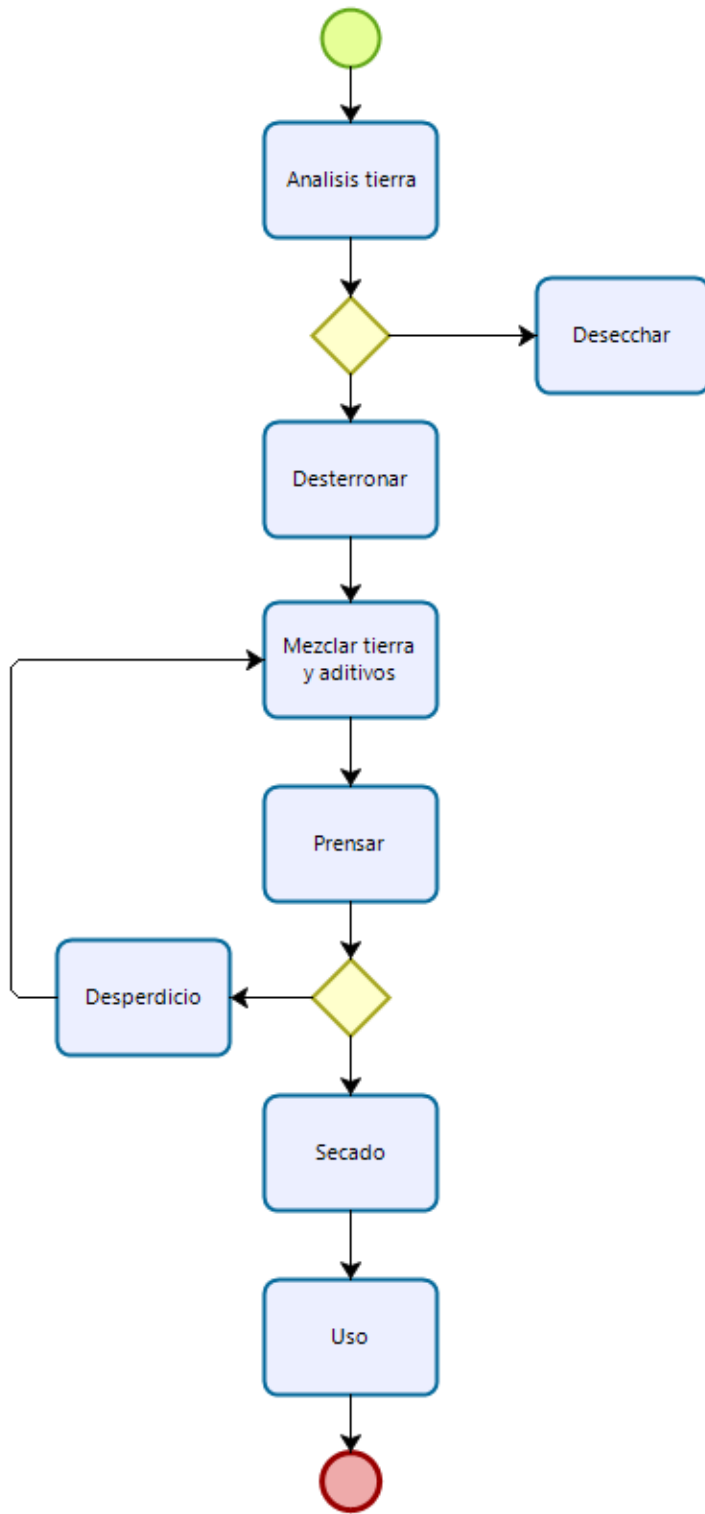 Analisis tierra
Desecchar
Desterronar
Mezclar tierra
y aditivos
Prensar
Desperdicio
Secado
Uso